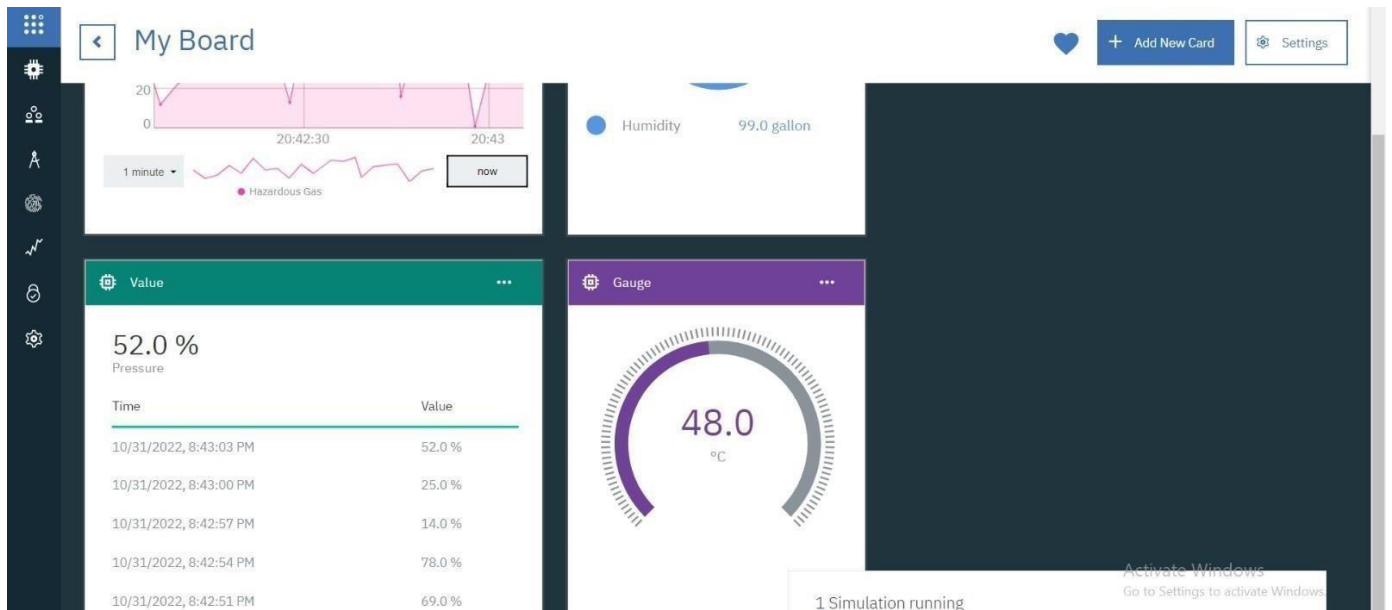 My Board
+ Add New Card
Settings
20
0
20:42:30
20:43
1 minute
now
Hazardous Gas
Humidity 99.0 gallon
Value
52.0 %
Pressure
Time Value
10/31/2022, 8:43:03 PM 52.0 %
10/31/2022, 8:43:00 PM 25.0 %
10/31/2022, 8:42:57 PM 14.0 %
10/31/2022, 8:42:54 PM 78.0 %
10/31/2022, 8:42:51 PM 69.0 %
Gauge
48.0
°C
1 Simulation running
Activate Windows
Go to Settings to activate Windows.